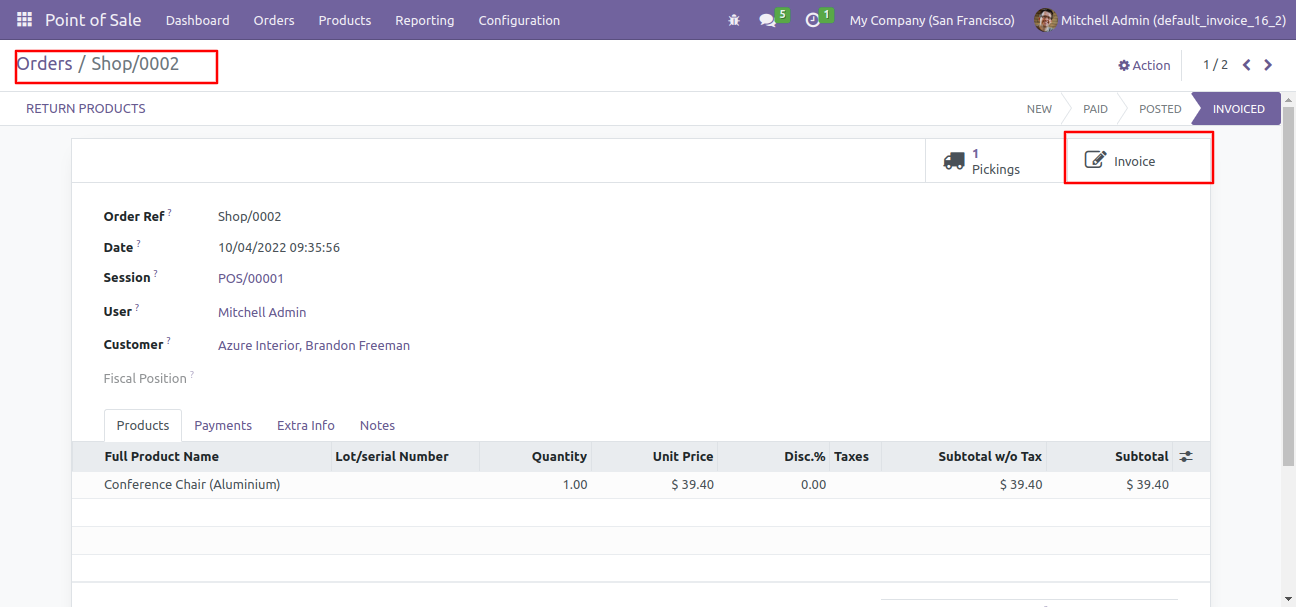 Point of Sale Dashboard Orders Products Reporting Configuration 5 1 My Company (San Francisco) Mitchell Admin (default_invoice_16_2)
Orders / Shop/0002 Action 1 / 2
RETURN PRODUCTS NEW PAID POSTED INVOICED
1
Pickings Invoice
Order Ref ? Shop/0002
Date ? 10/04/2022 09:35:56
Session ? POS/00001
User ? Mitchell Admin
Customer ? Azure Interior, Brandon Freeman
Fiscal Position ?
Products Payments Extra Info Notes
Full Product Name Lot/serial Number Quantity Unit Price Disc.% Taxes Subtotal w/o Tax Subtotal
Conference Chair (Aluminium) 1.00 $ 39.40 0.00 $ 39.40 $ 39.40